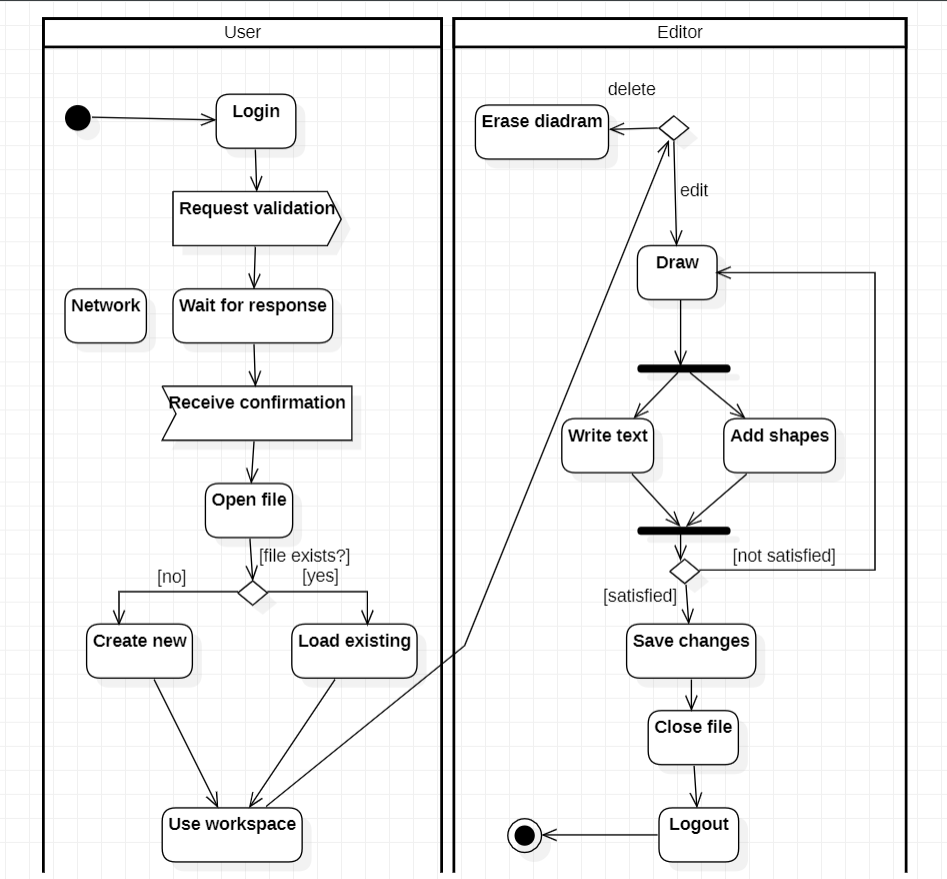 User
Login
Request validation
Network
Wait for response
Receive confirmation
Open file
[file exists?]
[no]
[yes]
Create new
Load existing
Use workspace
Editor
delete
Erase diadram
edit
Draw
Write text
Add shapes
[not satisfied]
[satisfied]
Save changes
Close file
Logout